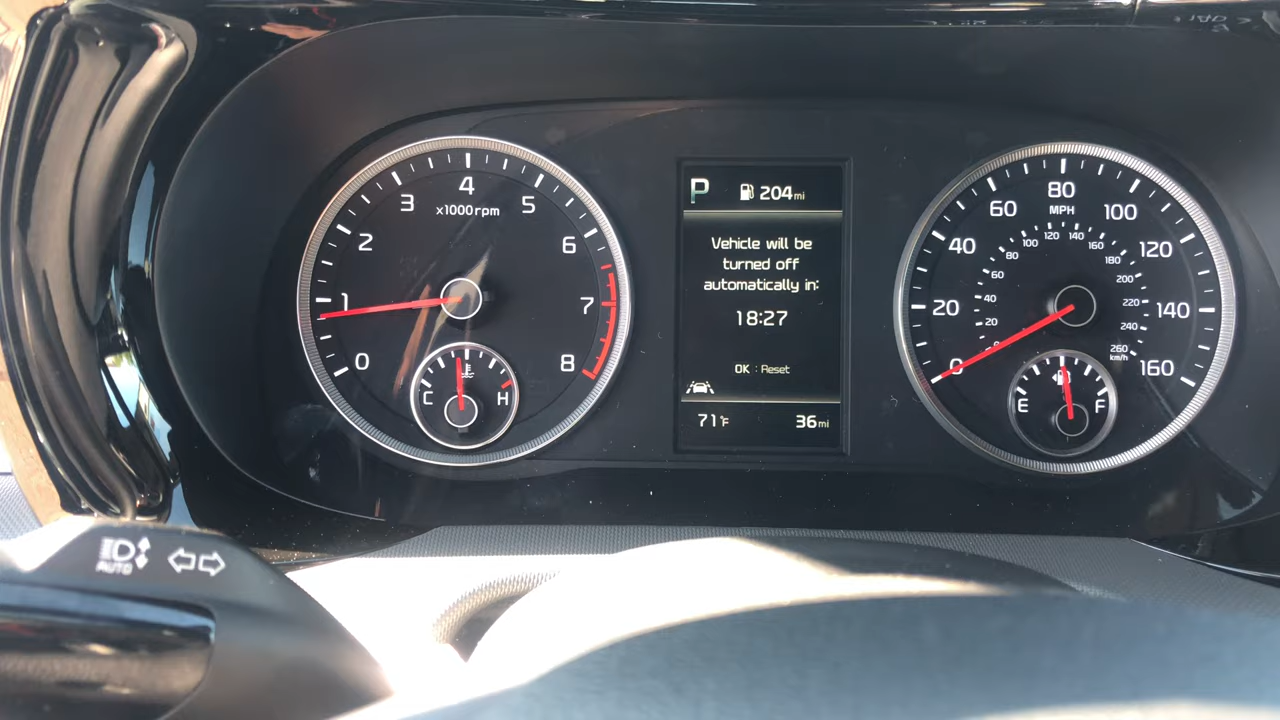 4
3
5
x1000rpm
2
6
1
7
0
8
C
H
P
204mi
Vehicle will be
turned off
automatically in:
18:27
OK : Reset
71°F
36mi
80
60
MPH
100
40
120
20
140
0
160
120
140
100
160
80
180
60
200
40
220
20
240
0
260
km/h
E
F
AUTO